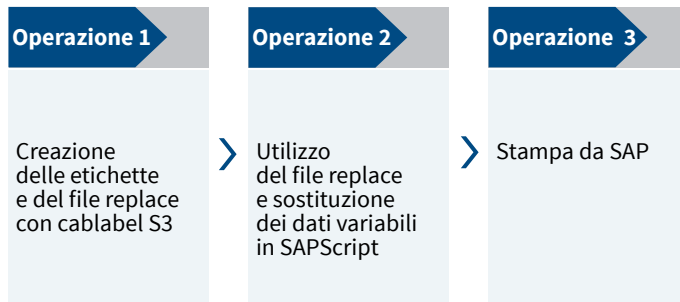 Operazione 1
Creazione
delle etichette
e del file replace
con cablabel S3
Operazione 2
Utilizzo
del file replace
e sostituzione
dei dati variabili
in SAPScript
Operazione 3
Stampa da SAP